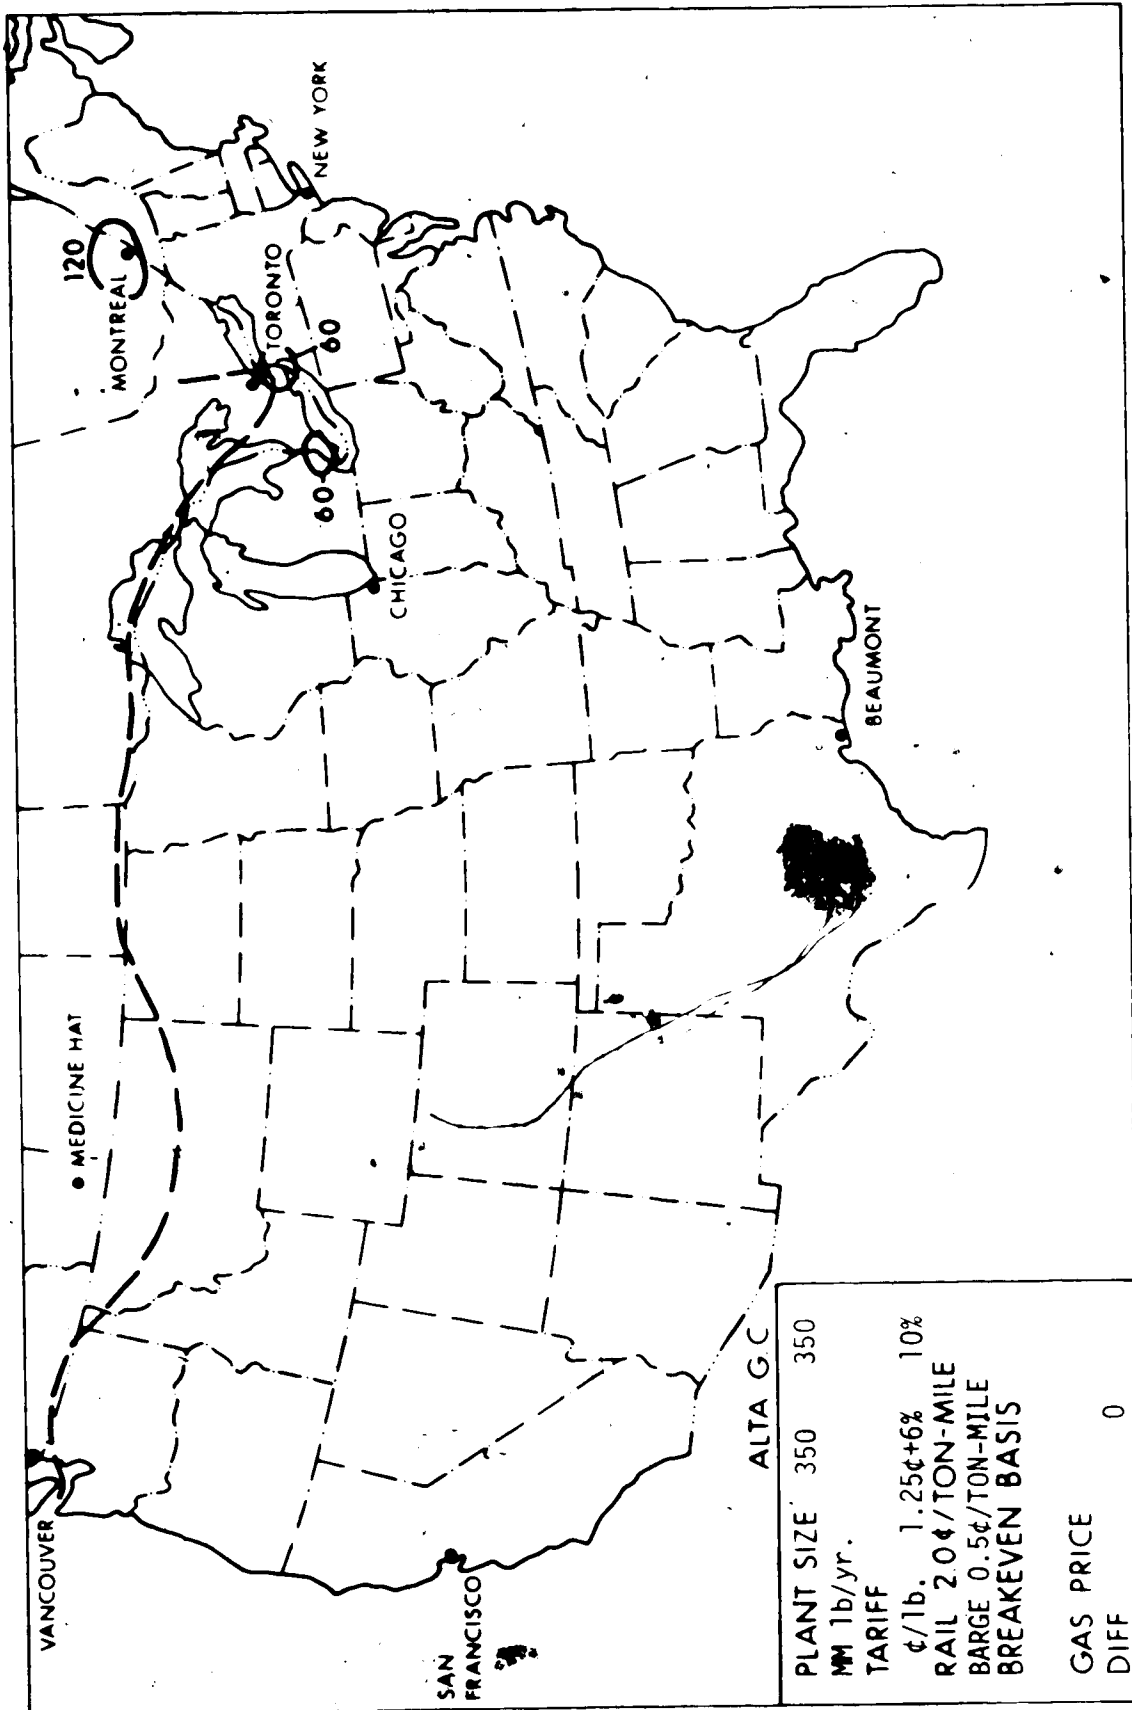 VANCOUVER
MEDICINE HAT
120
MONTREAL
TORONTO
60
60
NEW YORK
CHICAGO
SAN
FRANCISCO
BEAUMONT
ALTA G.C
PLANT SIZE 350 350
MM lb/yr.
TARIFF
¢/lb. 1.25¢+6% 10%
RAIL 2.0¢/TON-MILE
BARGE 0.5¢/TON-MILE
BREAKEVEN BASIS
GAS PRICE
DIFF 0